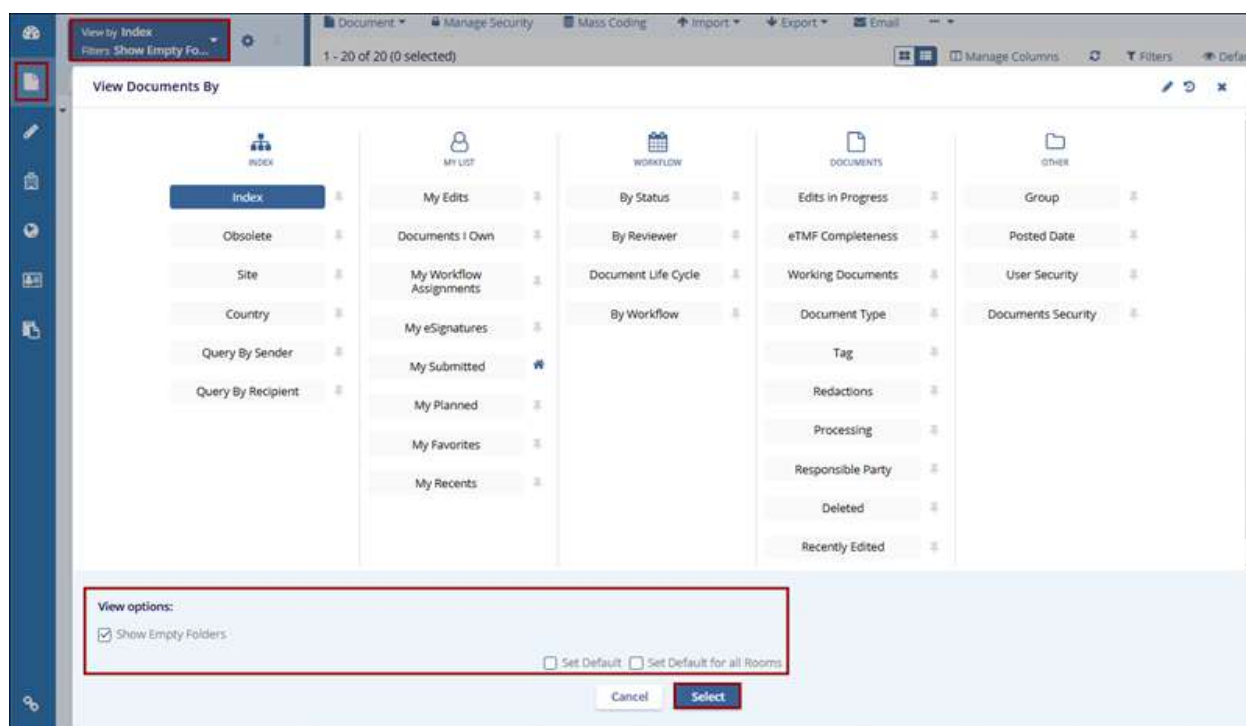 View by Index
Filters Show Empty Fo...
Document
Manage Security
Mass Coding
Import
Export
Email
1 - 20 of 20 (0 selected)
Manage Columns
Filters
Defau
View Documents By
INDEX
MY LIST
WORKFLOW
DOCUMENTS
OTHER
Index
My Edits
By Status
Edits in Progress
Group
Obsolete
Documents I Own
By Reviewer
eTMF Completeness
Posted Date
Site
My Workflow
Assignments
Document Life Cycle
Working Documents
User Security
Country
My eSignatures
By Workflow
Document Type
Documents Security
Query By Sender
My Submitted
Tag
Query By Recipient
My Planned
Redactions
My Favorites
Processing
My Recents
Responsible Party
Deleted
Recently Edited
View options:
Show Empty Folders
Set Default
Set Default for all Rooms
Cancel
Select